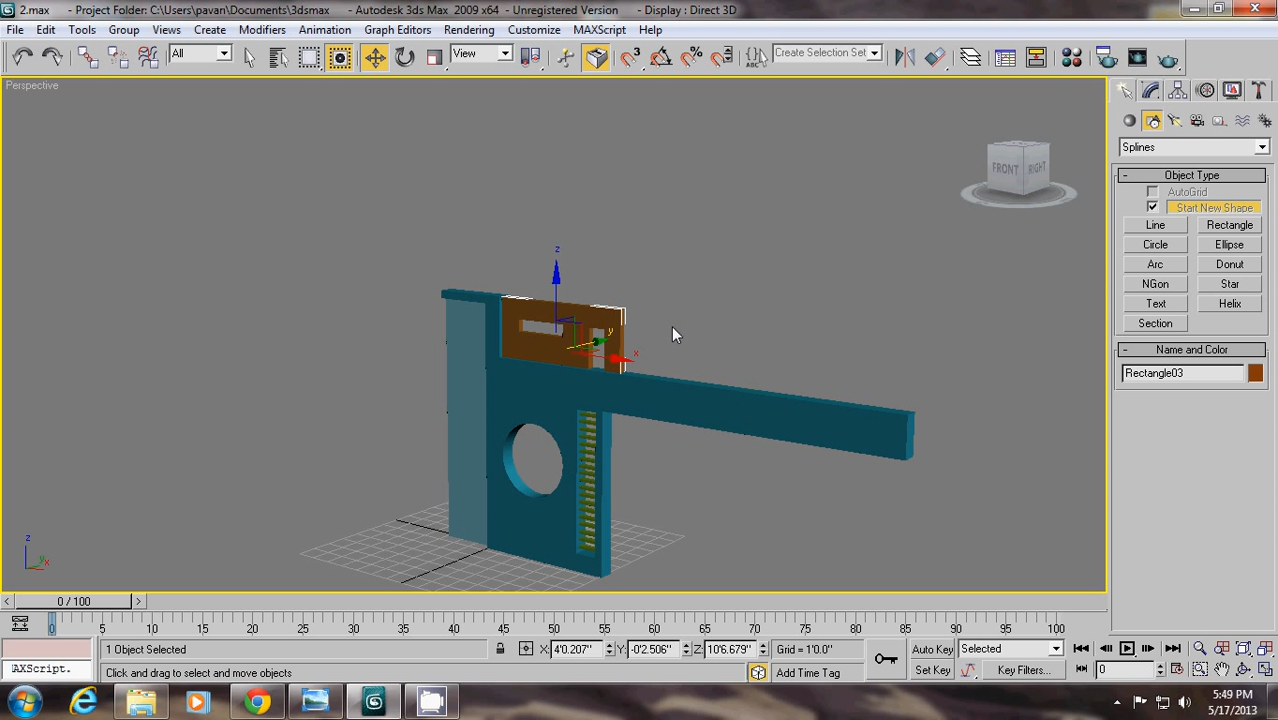 2.max - Project Folder: C:\Users\pavan\Documents\3dsmax - Autodesk 3ds Max 2009 x64 - Unregistered Version - Display : Direct 3D
File Edit Tools Group Views Create Modifiers Animation Graph Editors Rendering Customize MAXScript Help
All View 3 Create Selection Set
Perspective
FRONT RIGHT
z
y
x
z
y x
Splines
- Object Type
AutoGrid
Start New Shape
Line Rectangle
Circle Ellipse
Arc Donut
NGon Star
Text Helix
Section
- Name and Color
Rectangle03
< 0 / 100 >
0 5 10 15 20 25 30 35 40 45 50 55 60 65 70 75 80 85 90 95 100
1 Object Selected X: 4'0.207" Y: -0'2.506" Z: 10'6.679" Grid = 1'0.0" Auto Key Selected
AXScript. Click and drag to select and move objects Add Time Tag Set Key Key Filters... 0
5:49 PM
5/17/2013